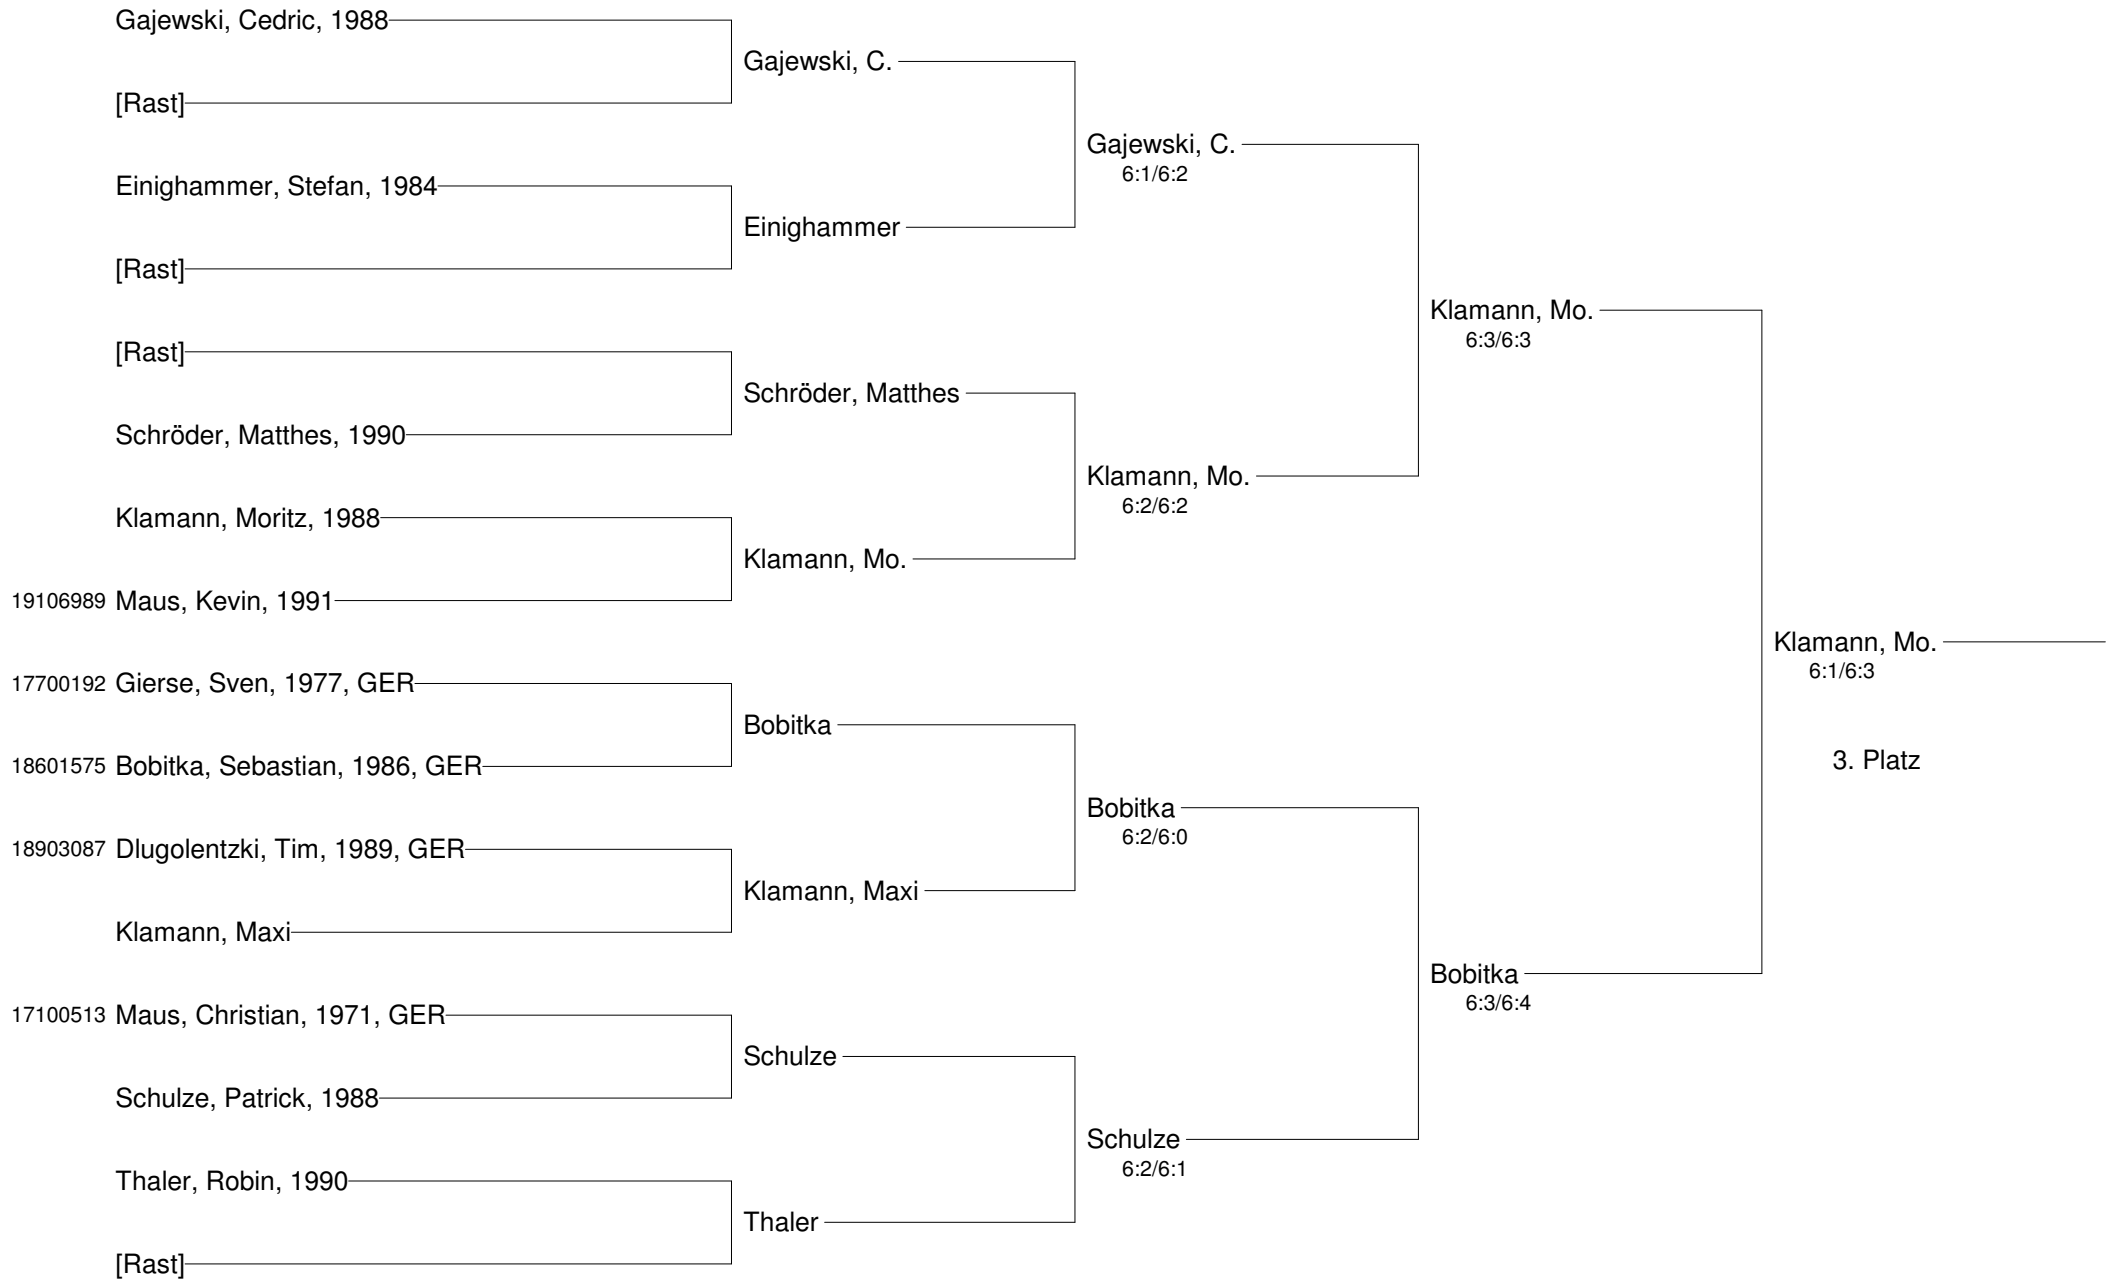 Gajewski, Cedric, 1988
[Rast]
Einighammer, Stefan, 1984
[Rast]
[Rast]
Schröder, Matthes, 1990
Klamann, Moritz, 1988
19106989 Maus, Kevin, 1991
17700192 Gierse, Sven, 1977, GER
18601575 Bobitka, Sebastian, 1986, GER
18903087 Dlugolentzki, Tim, 1989, GER
Klamann, Maxi
17100513 Maus, Christian, 1971, GER
Schulze, Patrick, 1988
Thaler, Robin, 1990
[Rast]
Gajewski, C.
Einighammer
Schröder, Matthes
Klamann, Mo.
Bobitka
Klamann, Maxi
Schulze
Thaler
Gajewski, C.
6:1/6:2
Klamann, Mo.
6:2/6:2
Bobitka
6:2/6:0
Schulze
6:2/6:1
Klamann, Mo.
6:3/6:3
Bobitka
6:3/6:4
Klamann, Mo.
6:1/6:3
3. Platz